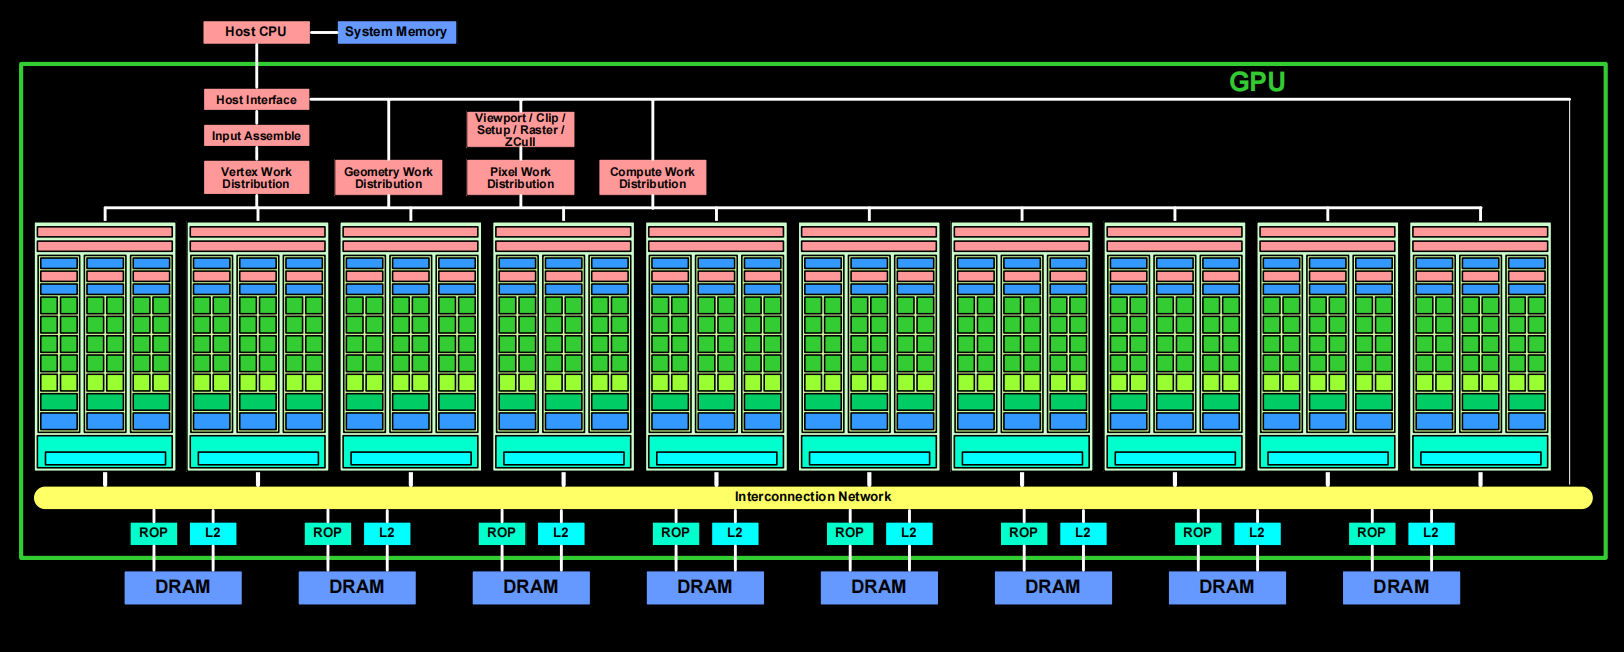 Host CPU
System Memory
GPU
Host Interface
Viewport / Clip /
Setup / Raster /
ZCull
Input Assemble
Vertex Work
Distribution
Geometry Work
Distribution
Pixel Work
Distribution
Compute Work
Distribution
Interconnection Network
ROP
L2
ROP
L2
ROP
L2
ROP
L2
ROP
L2
ROP
L2
ROP
L2
ROP
L2
DRAM
DRAM
DRAM
DRAM
DRAM
DRAM
DRAM
DRAM